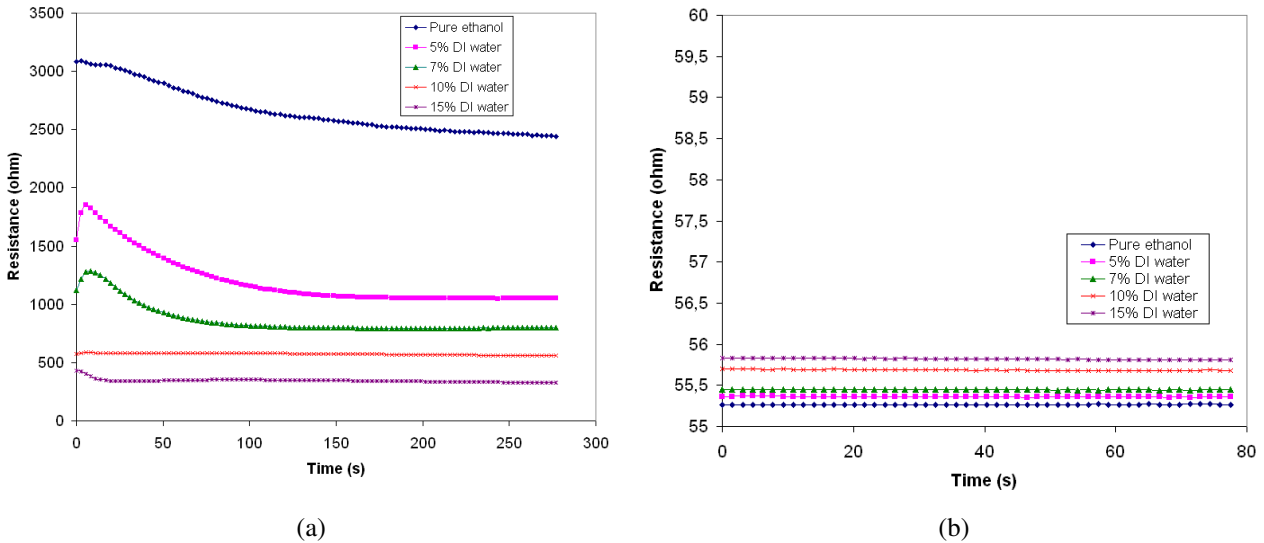 3500
3000
2500
2000
1500
1000
500
0
0
50
100
150
200
250
300
Resistance (ohm)
Time (s)
Pure ethanol
5% DI water
7% DI water
10% DI water
15% DI water
(a)
60
59,5
59
58,5
58
57,5
57
56,5
56
55,5
55
0
20
40
60
80
Resistance (ohm)
Time (s)
Pure ethanol
5% DI water
7% DI water
10% DI water
15% DI water
(b)